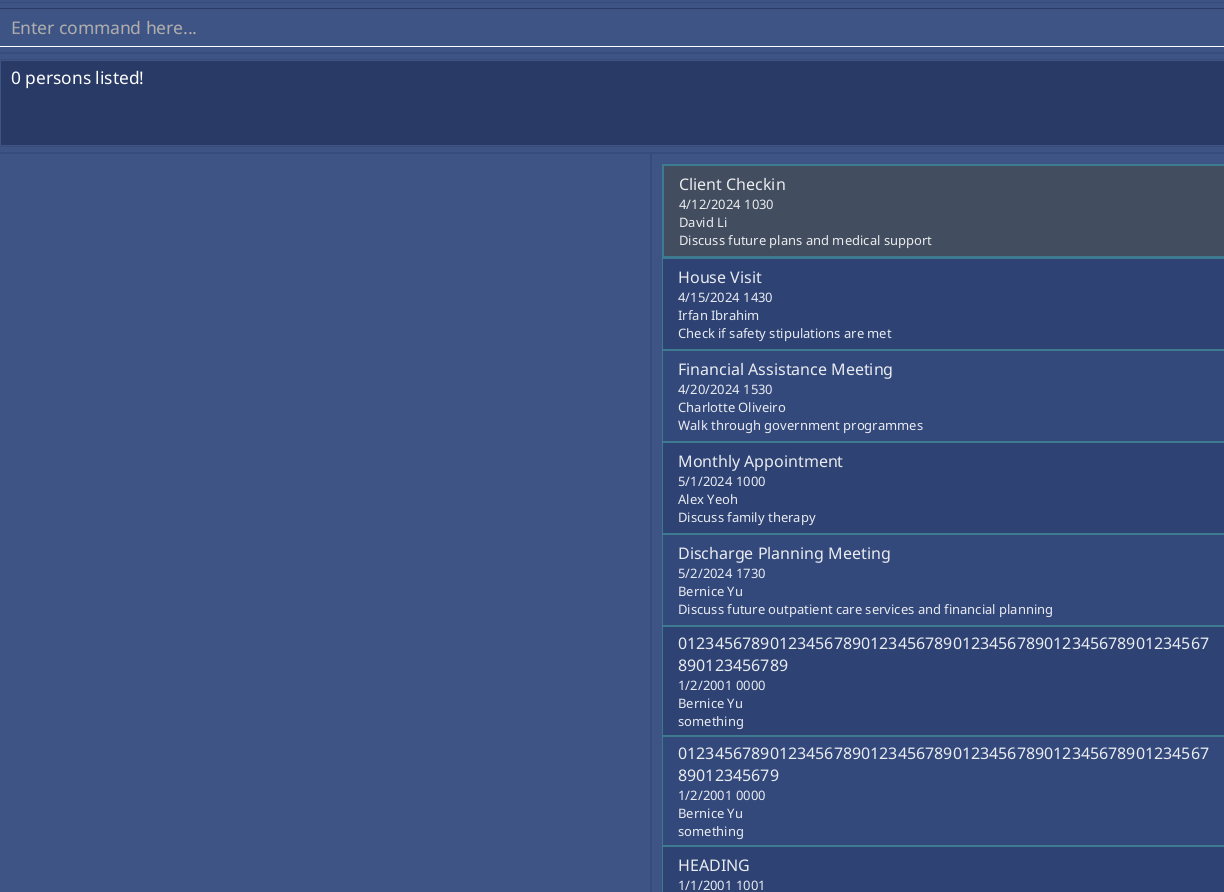 Enter command here...
0 persons listed!
Client Checkin
4/12/2024 1030
David Li
Discuss future plans and medical support
House Visit
4/15/2024 1430
Irfan Ibrahim
Check if safety stipulations are met
Financial Assistance Meeting
4/20/2024 1530
Charlotte Oliveiro
Walk through government programmes
Monthly Appointment
5/1/2024 1000
Alex Yeoh
Discuss family therapy
Discharge Planning Meeting
5/2/2024 1730
Bernice Yu
Discuss future outpatient care services and financial planning
0123456789012345678901234567890123456789012345678901234567
890123456789
1/2/2001 0000
Bernice Yu
something
0123456789012345678901234567890123456789012345678901234567
89012345679
1/2/2001 0000
Bernice Yu
something
HEADING
1/1/2001 1001